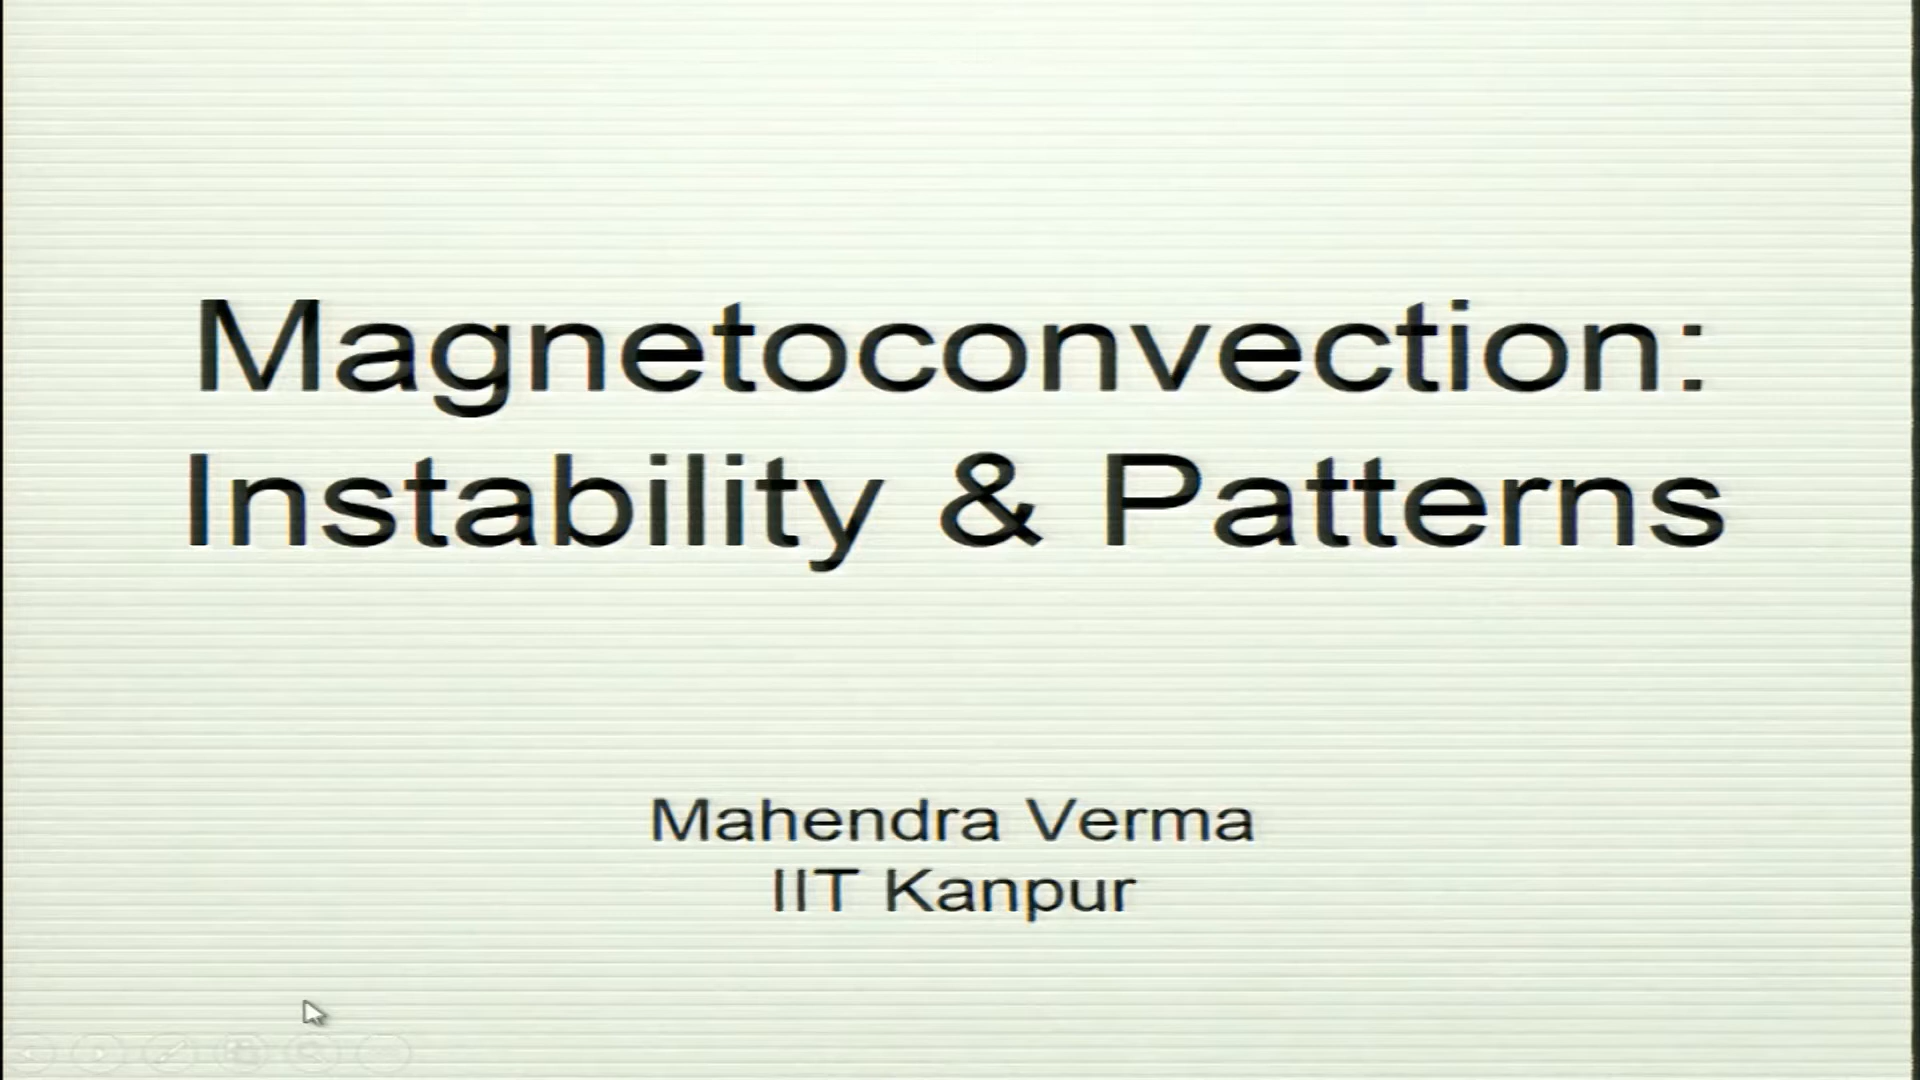 Magnetoconvection:
Instability & Patterns
Mahendra Verma
IIT Kanpur